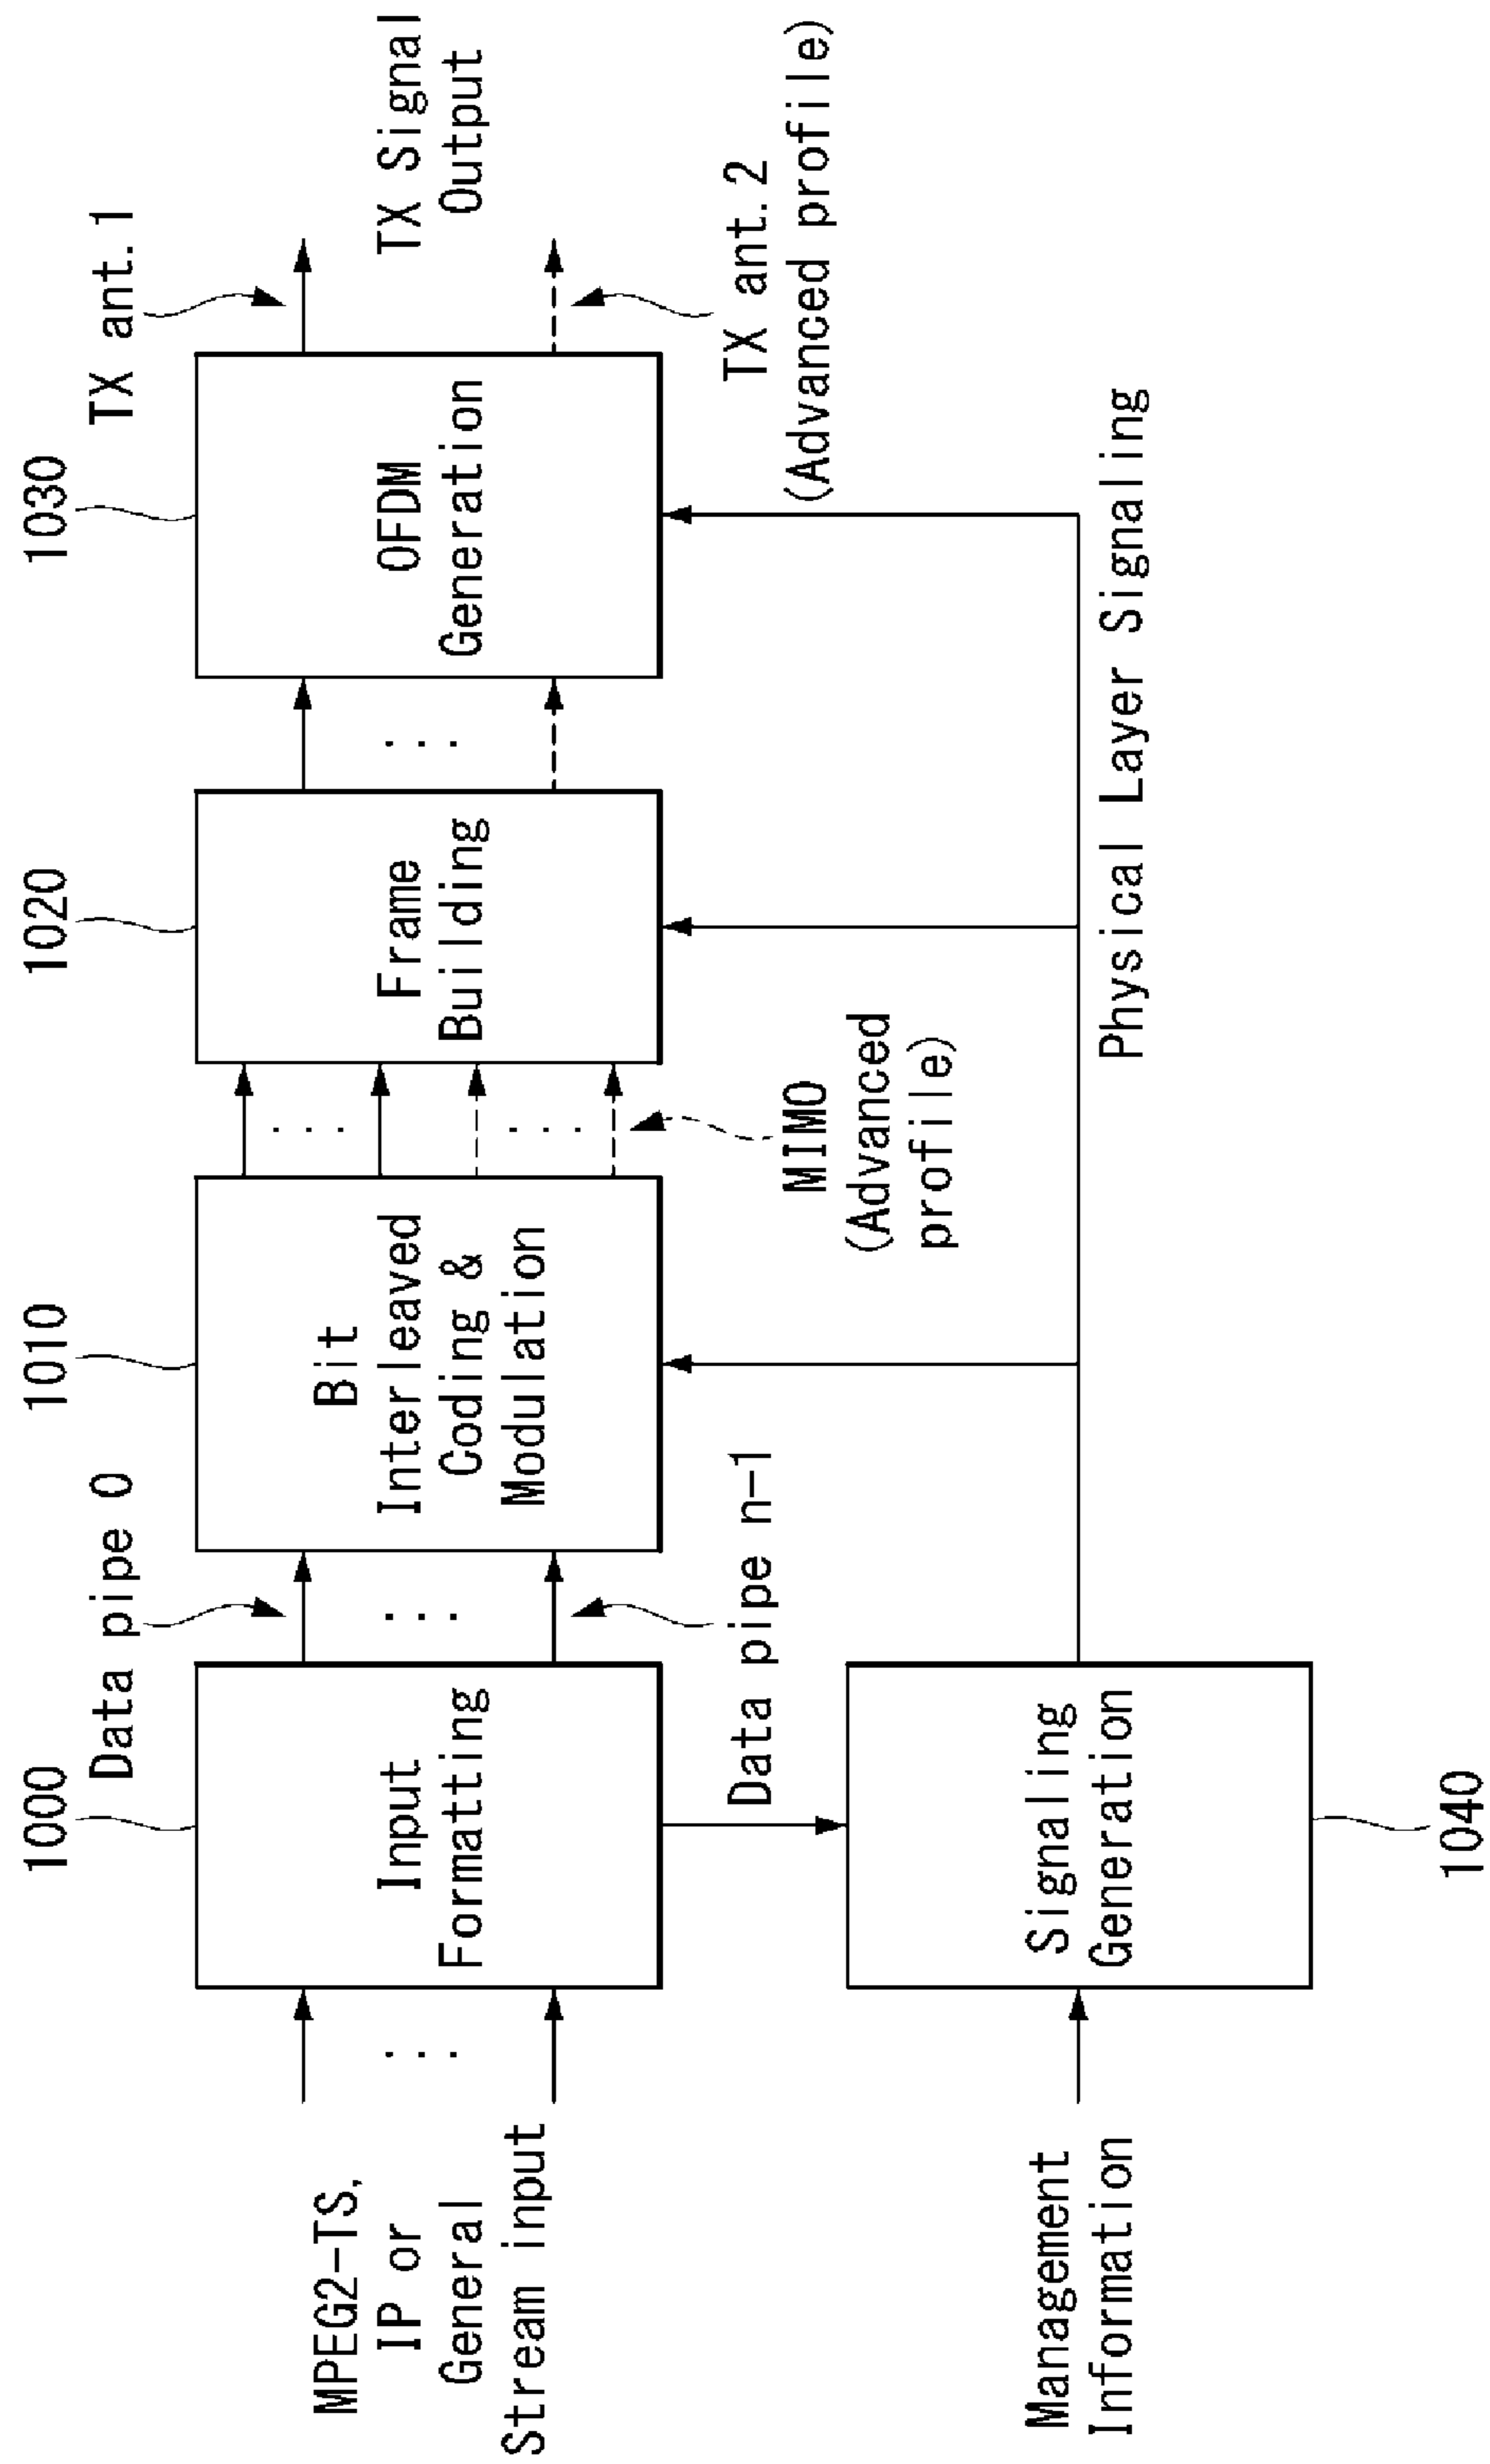 1000
1010
1020
1030
Data pipe 0
TX ant.1
MPEG2-TS,
IP or
General
Stream input
Input
Formatting
Bit
Interleaved
Coding &
Modulation
Frame
Building
OFDM
Generation
TX Signal
Output
Data pipe n-1
MIMO
(Advanced
profile)
TX ant.2
(Advanced profile)
Management
Information
Signaling
Generation
Physical Layer Signaling
1040